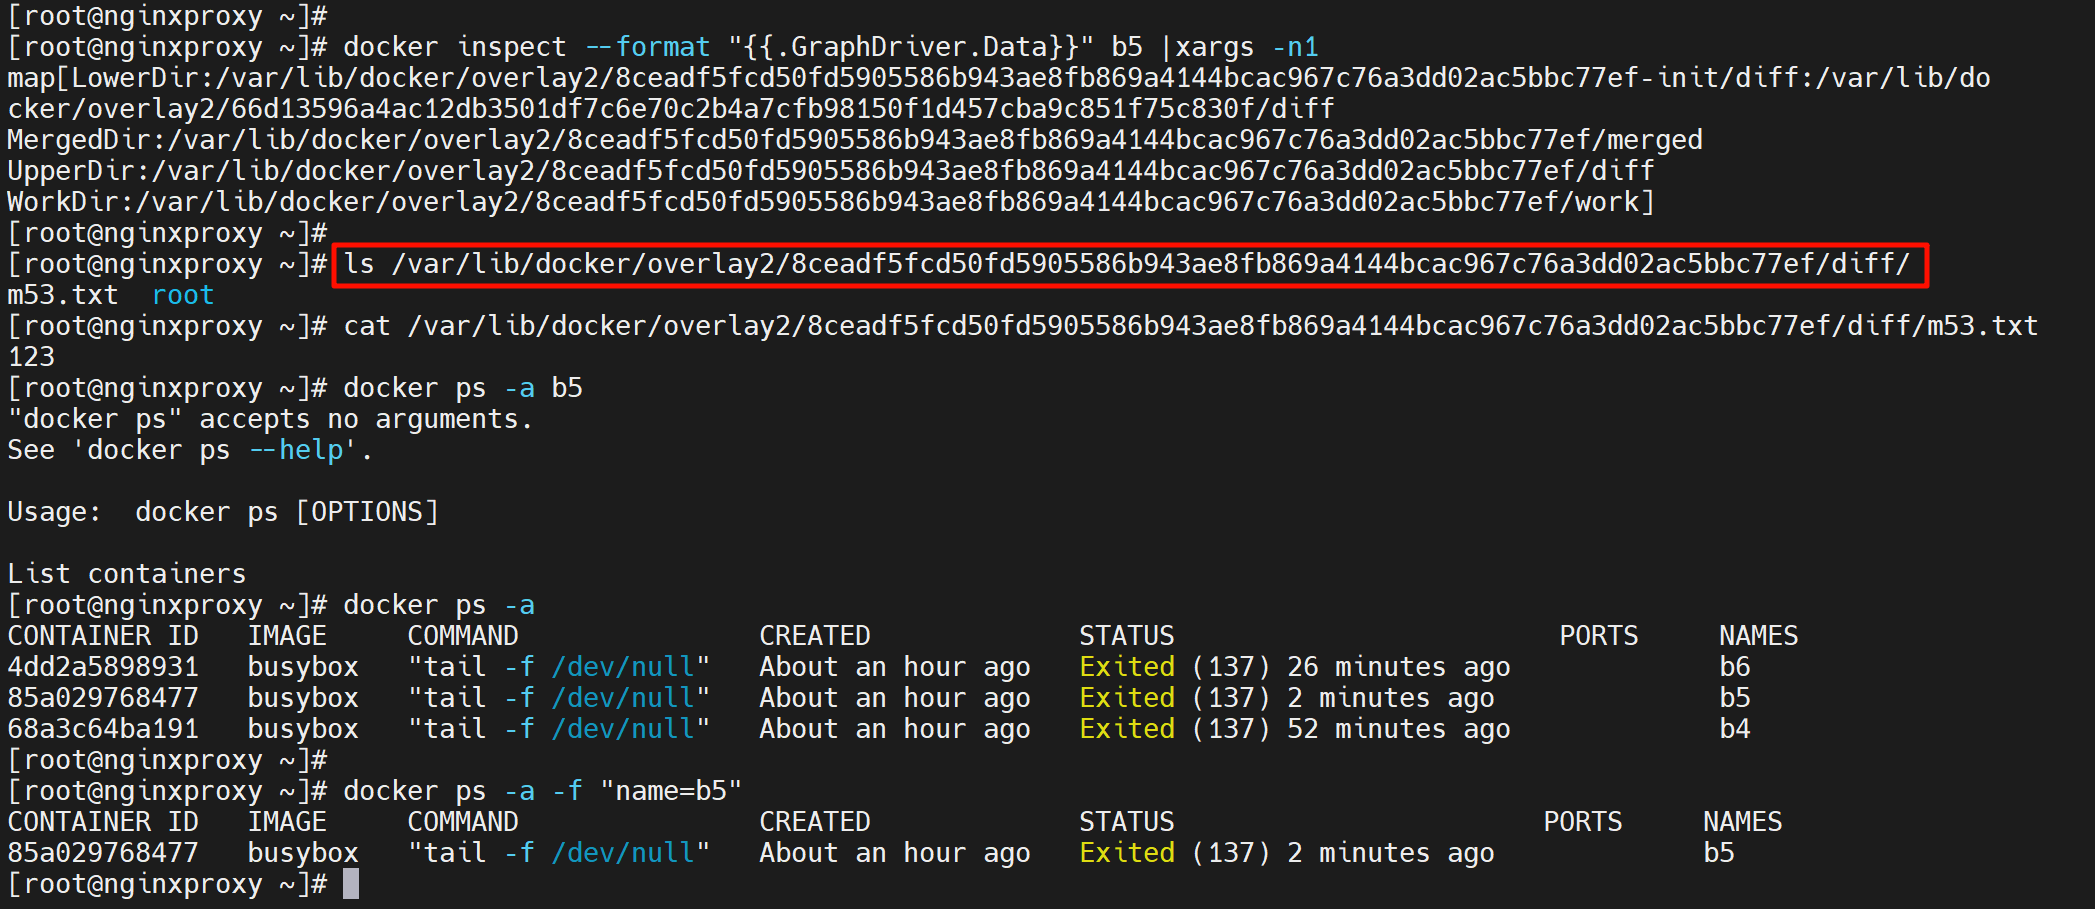 [root@nginxproxy ~]#
[root@nginxproxy ~]# docker inspect --format "{{.GraphDriver.Data}}" b5 |xargs -n1
map[LowerDir:/var/lib/docker/overlay2/8ceadf5fcd50fd5905586b943ae8fb869a4144bcac967c76a3dd02ac5bbc77ef-init/diff:/var/lib/do
cker/overlay2/66d13596a4ac12db3501df7c6e70c2b4a7cfb98150f1d457cba9c851f75c830f/diff
MergedDir:/var/lib/docker/overlay2/8ceadf5fcd50fd5905586b943ae8fb869a4144bcac967c76a3dd02ac5bbc77ef/merged
UpperDir:/var/lib/docker/overlay2/8ceadf5fcd50fd5905586b943ae8fb869a4144bcac967c76a3dd02ac5bbc77ef/diff
WorkDir:/var/lib/docker/overlay2/8ceadf5fcd50fd5905586b943ae8fb869a4144bcac967c76a3dd02ac5bbc77ef/work]
[root@nginxproxy ~]#
[root@nginxproxy ~]# ls /var/lib/docker/overlay2/8ceadf5fcd50fd5905586b943ae8fb869a4144bcac967c76a3dd02ac5bbc77ef/diff/
m53.txt  root
[root@nginxproxy ~]# cat /var/lib/docker/overlay2/8ceadf5fcd50fd5905586b943ae8fb869a4144bcac967c76a3dd02ac5bbc77ef/diff/m53.txt
123
[root@nginxproxy ~]# docker ps -a b5
"docker ps" accepts no arguments.
See 'docker ps --help'.

Usage:  docker ps [OPTIONS]

List containers
[root@nginxproxy ~]# docker ps -a
CONTAINER ID   IMAGE     COMMAND               CREATED             STATUS                        PORTS     NAMES
4dd2a5898931   busybox   "tail -f /dev/null"   About an hour ago   Exited (137) 26 minutes ago             b6
85a029768477   busybox   "tail -f /dev/null"   About an hour ago   Exited (137) 2 minutes ago              b5
68a3c64ba191   busybox   "tail -f /dev/null"   About an hour ago   Exited (137) 52 minutes ago             b4
[root@nginxproxy ~]#
[root@nginxproxy ~]# docker ps -a -f "name=b5"
CONTAINER ID   IMAGE     COMMAND               CREATED             STATUS                       PORTS     NAMES
85a029768477   busybox   "tail -f /dev/null"   About an hour ago   Exited (137) 2 minutes ago             b5
[root@nginxproxy ~]#